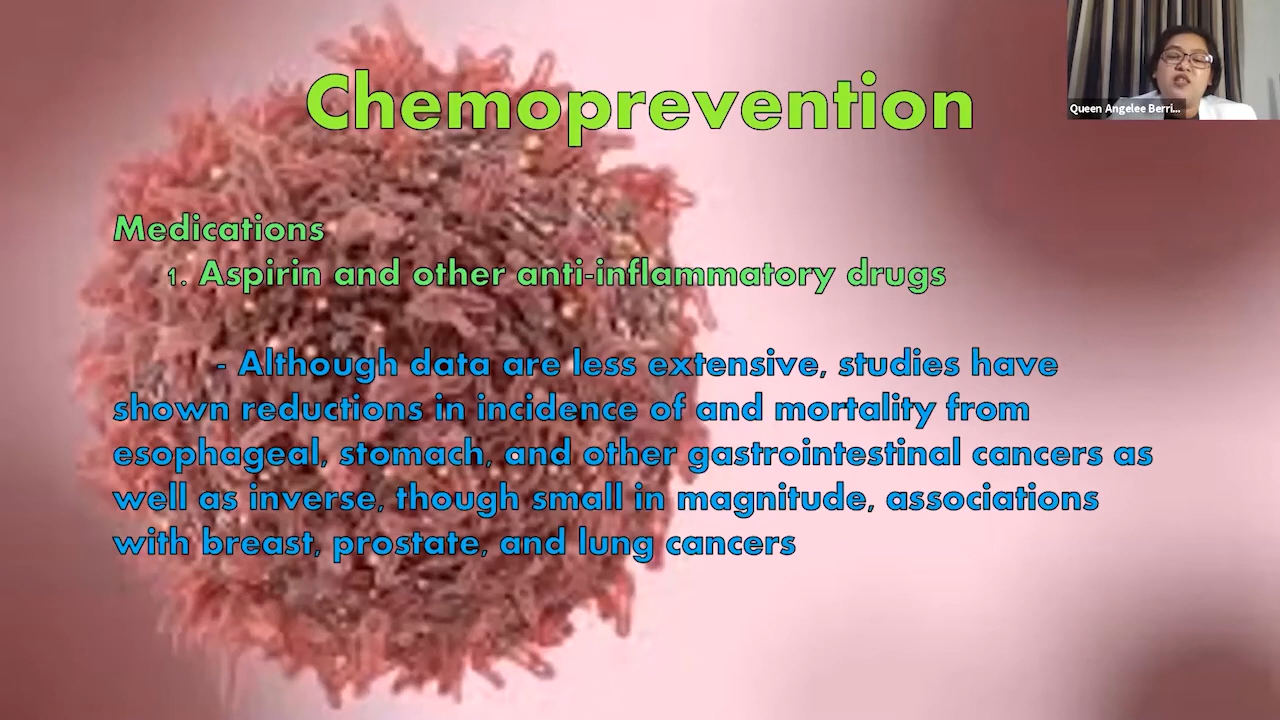 Chemoprevention
Queen Angelee Berri...
Medications
1. Aspirin and other anti-inflammatory drugs
- Although data are less extensive, studies have
shown reductions in incidence of and mortality from
esophageal, stomach, and other gastrointestinal cancers as
well as inverse, though small in magnitude, associations
with breast, prostate, and lung cancers